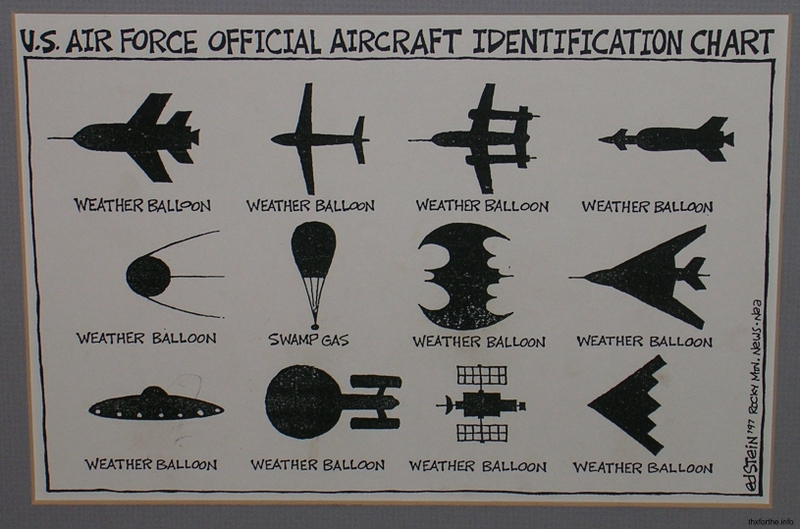 U.S. AIR FORCE OFFICIAL AIRCRAFT IDENTIFICATION CHART
WEATHER BALLOON
WEATHER BALLOON
WEATHER BALLOON
WEATHER BALLOON
WEATHER BALLOON
SWAMP GAS
WEATHER BALLOON
WEATHER BALLOON
WEATHER BALLOON
WEATHER BALLOON
WEATHER BALLOON
WEATHER BALLOON
edSTEIN '97 ROCKY MTN. NEWS·Nea
thxforthe.info